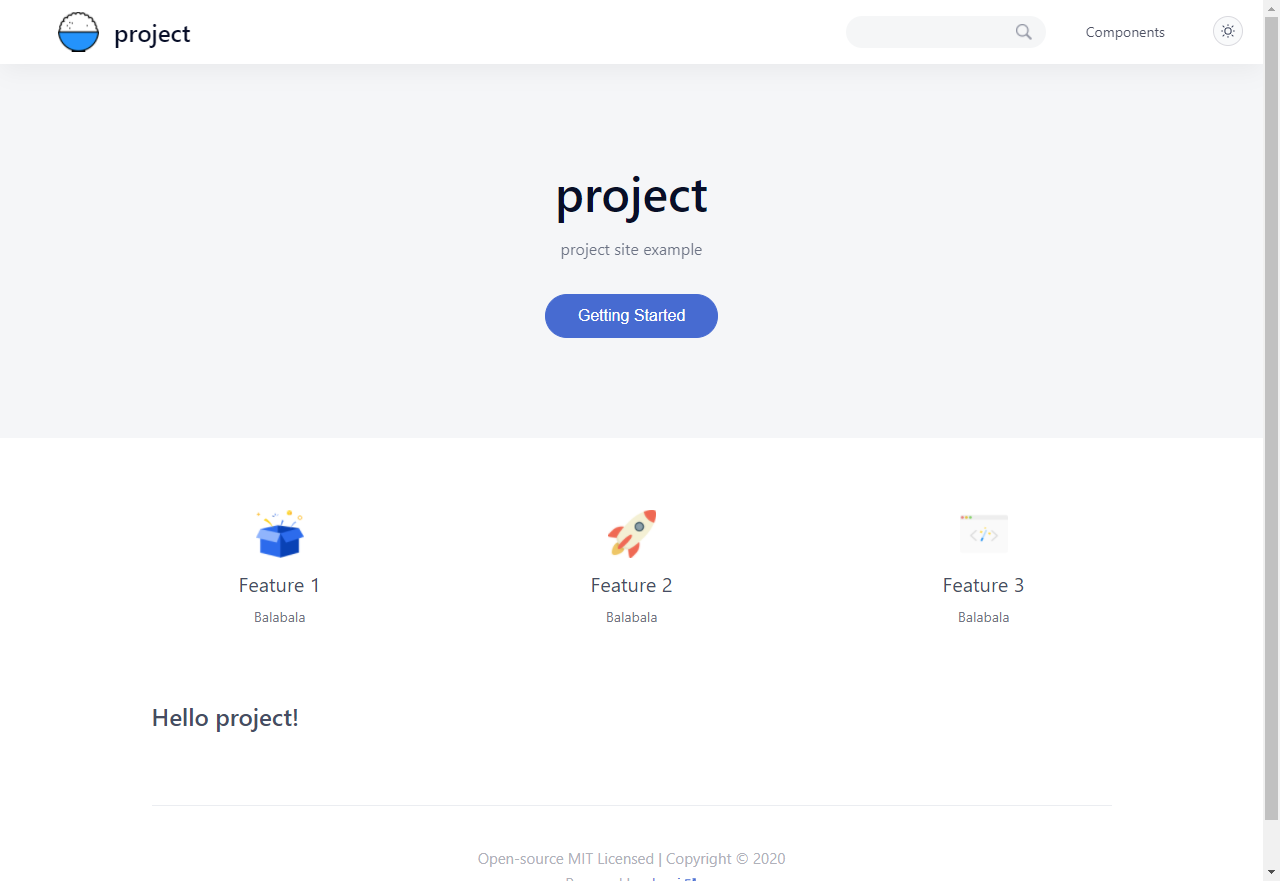 project
Components
project
project site example
Getting Started
Feature 1
Feature 2
Feature 3
Balabala
Balabala
Balabala
Hello project!
Open-source MIT Licensed | Copyright © 2020